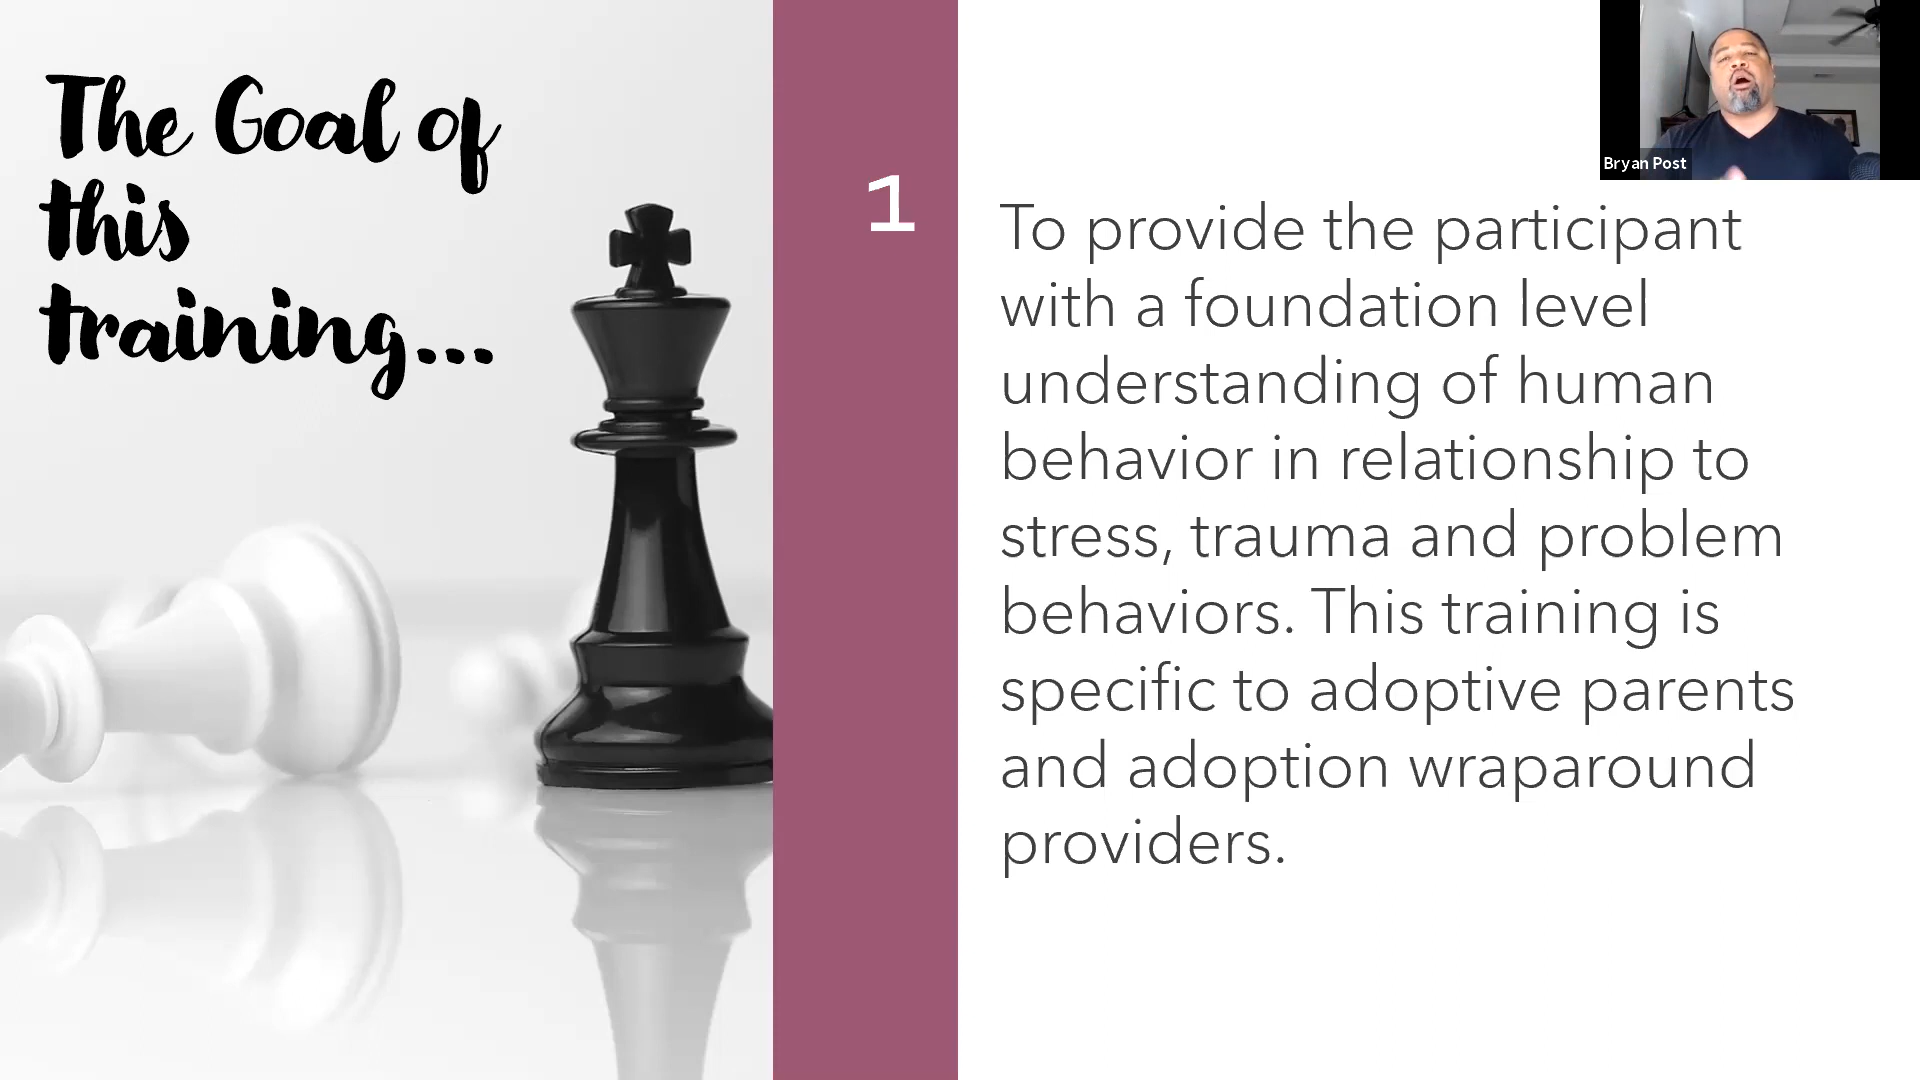 The Goal of
this
training...
1
To provide the participant
with a foundation level
understanding of human
behavior in relationship to
stress, trauma and problem
behaviors. This training is
specific to adoptive parents
and adoption wraparound
providers.
Bryan Post